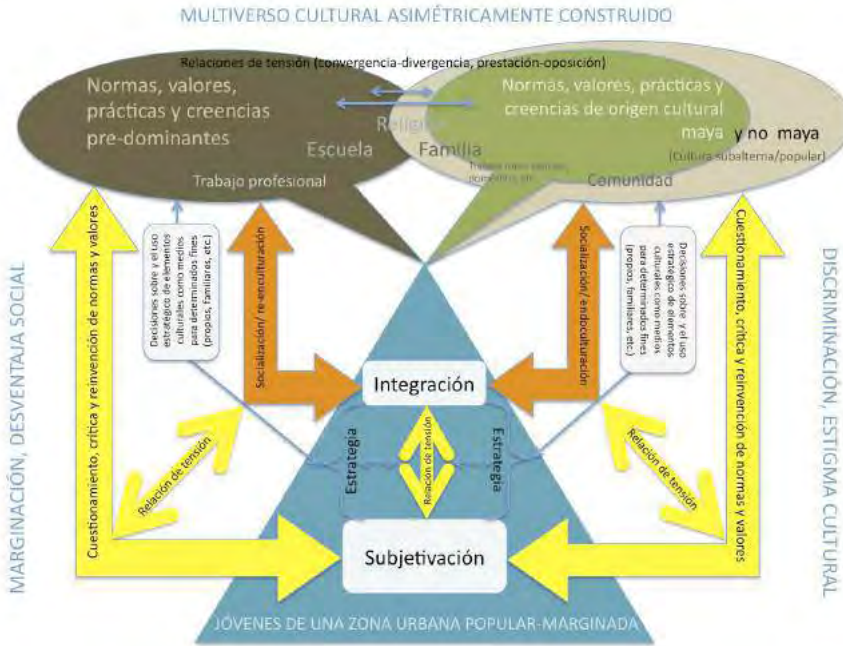 MULTIVERSO CULTURAL ASIMÉTRICAMENTE CONSTRUIDO
Relaciones de tensión (convergencia-divergencia, prestación-oposición)
Normas, valores,
prácticas y creencias
pre-dominantes
Normas, valores, prácticas y
creencias de origen cultural
maya y no maya
(Cultura subalterna/popular)
Escuela
Familia
Trabajo profesional
Comunidad
MARGINACIÓN, DESVENTAJA SOCIAL
Cuestionamiento, crítica y reinvención de normas y valores
Decisiones sobre y el uso
estratégico de elementos
culturales como medios
para determinados fines
(propios, familiares, etc.)
Socialización/ re-enculturación
Socialización/ endoculturación
Decisiones sobre y el uso
estratégico de elementos
culturales como medios
para determinados fines
(propios, familiares, etc.)
Cuestionamiento, crítica y reinvención de normas y valores
DISCRIMINACIÓN, ESTIGMA CULTURAL
Integración
Relación de tensión
Estrategia
Relación de tensión
Estrategia
Relación de tensión
Subjetivación
JÓVENES DE UNA ZONA URBANA POPULAR-MARGINADA